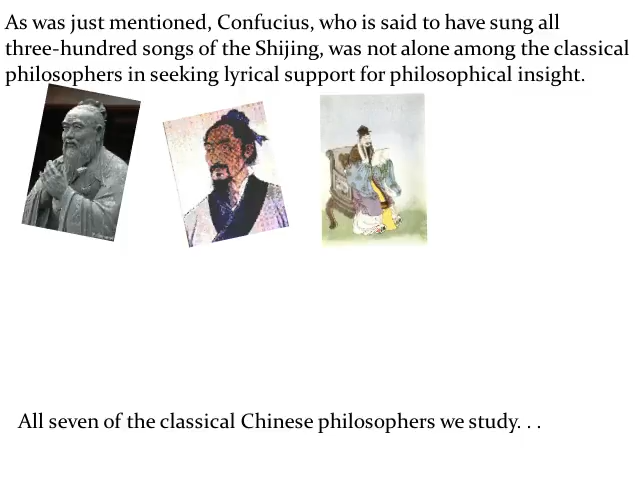 As was just mentioned, Confucius, who is said to have sung all
three-hundred songs of the Shijing, was not alone among the classical
philosophers in seeking lyrical support for philosophical insight.
All seven of the classical Chinese philosophers we study. . .